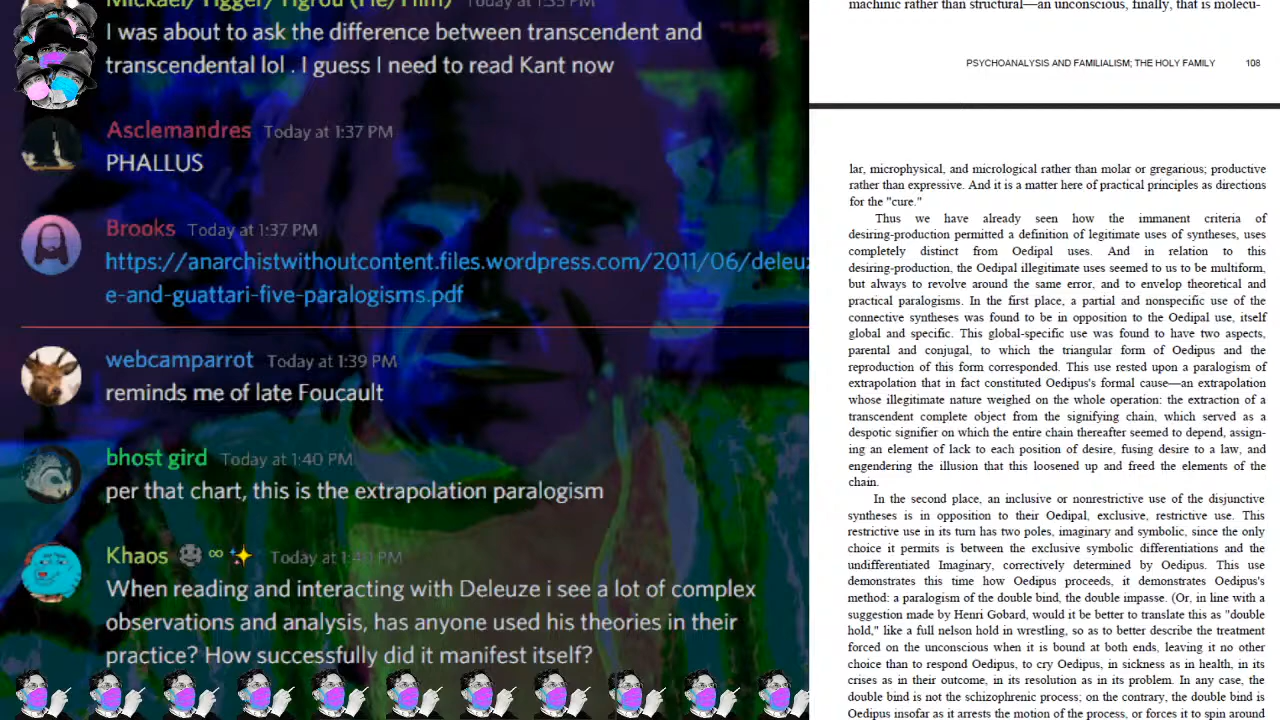 Mickael/ Tigger/ Tigrou (He/Him) Today at 1:35 PM
I was about to ask the difference between transcendent and
transcendental lol . I guess I need to read Kant now
Asclemandres Today at 1:37 PM
PHALLUS
Brooks Today at 1:37 PM
https://anarchistwithoutcontent.files.wordpress.com/2011/06/deleuz
e-and-guattari-five-paralogisms.pdf
webcamparrot Today at 1:39 PM
reminds me of late Foucault
bhost gird Today at 1:40 PM
per that chart, this is the extrapolation paralogism
Khaos Today at 1:40 PM
When reading and interacting with Deleuze i see a lot of complex
observations and analysis, has anyone used his theories in their
practice? How successfully did it manifest itself?
machinic rather than structural—an unconscious, finally, that is molecu-
PSYCHOANALYSIS AND FAMILIALISM; THE HOLY FAMILY 108
lar, microphysical, and micrological rather than molar or gregarious; productive
rather than expressive. And it is a matter here of practical principles as directions
for the "cure."
Thus we have already seen how the immanent criteria of
desiring-production permitted a definition of legitimate uses of syntheses, uses
completely distinct from Oedipal uses. And in relation to this
desiring-production, the Oedipal illegitimate uses seemed to us to be multiform,
but always to revolve around the same error, and to envelop theoretical and
practical paralogisms. In the first place, a partial and nonspecific use of the
connective syntheses was found to be in opposition to the Oedipal use, itself
global and specific. This global-specific use was found to have two aspects,
parental and conjugal, to which the triangular form of Oedipus and the
reproduction of this form corresponded. This use rested upon a paralogism of
extrapolation that in fact constituted Oedipus's formal cause—an extrapolation
whose illegitimate nature weighed on the whole operation: the extraction of a
transcendent complete object from the signifying chain, which served as a
despotic signifier on which the entire chain thereafter seemed to depend, assign-
ing an element of lack to each position of desire, fusing desire to a law, and
engendering the illusion that this loosened up and freed the elements of the
chain.
In the second place, an inclusive or nonrestrictive use of the disjunctive
syntheses is in opposition to their Oedipal, exclusive, restrictive use. This
restrictive use in its turn has two poles, imaginary and symbolic, since the only
choice it permits is between the exclusive symbolic differentiations and the
undifferentiated Imaginary, correctively determined by Oedipus. This use
demonstrates this time how Oedipus proceeds, it demonstrates Oedipus's
method: a paralogism of the double bind, the double impasse. (Or, in line with a
suggestion made by Henri Gobard, would it be better to translate this as "double
hold," like a full nelson hold in wrestling, so as to better describe the treatment
forced on the unconscious when it is bound at both ends, leaving it no other
choice than to respond Oedipus, to cry Oedipus, in sickness as in health, in its
crises as in their outcome, in its resolution as in its problem. In any case, the
double bind is not the schizophrenic process; on the contrary, the double bind is
Oedipus insofar as it arrests the motion of the process, or forces it to spin around